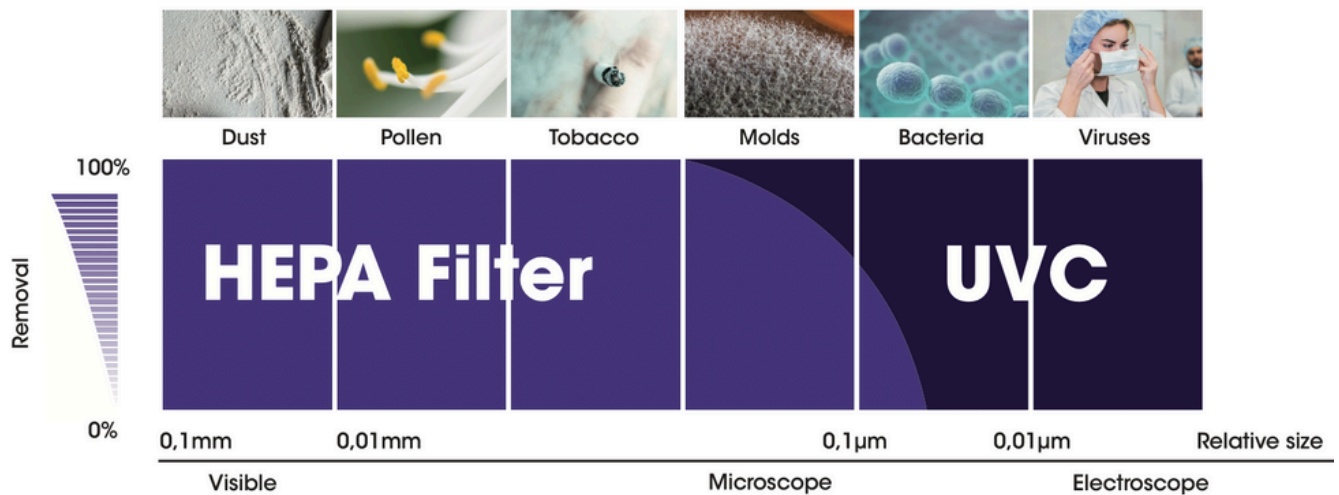 Dust Pollen Tobacco Molds Bacteria Viruses
100%
HEPA Filter UVC
Removal
0%
0,1mm 0,01mm 0,1µm 0,01µm Relative size
Visible Microscope Electroscope